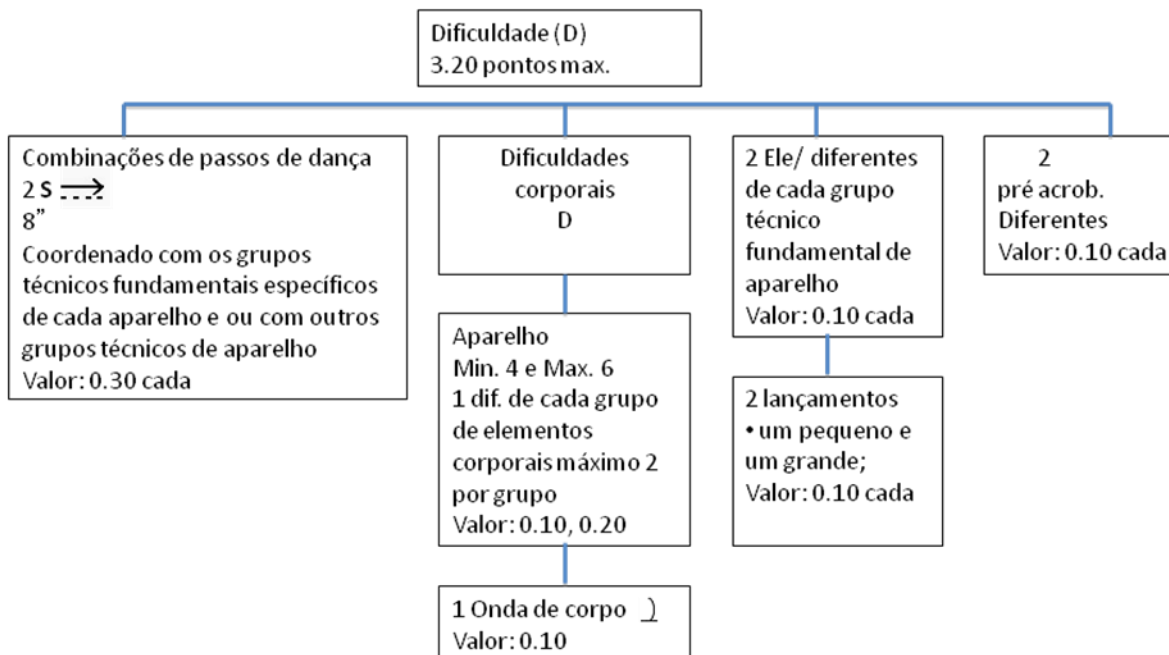 Dificuldade (D)
3.20 pontos max.
Combinações de passos de dança
2 S
8”
Coordenado com os grupos
técnicos fundamentais específicos
de cada aparelho e ou com outros
grupos técnicos de aparelho
Valor: 0.30 cada
Dificuldades
corporais
D
Aparelho
Min. 4 e Max. 6
1 dif. de cada grupo
de elementos
corporais máximo 2
por grupo
Valor: 0.10, 0.20
1 Onda de corpo
Valor: 0.10
2 Ele/ diferentes
de cada grupo
técnico
fundamental de
aparelho
Valor: 0.10 cada
2 lançamentos
• um pequeno e
um grande;
Valor: 0.10 cada
2
pré acrob.
Diferentes
Valor: 0.10 cada